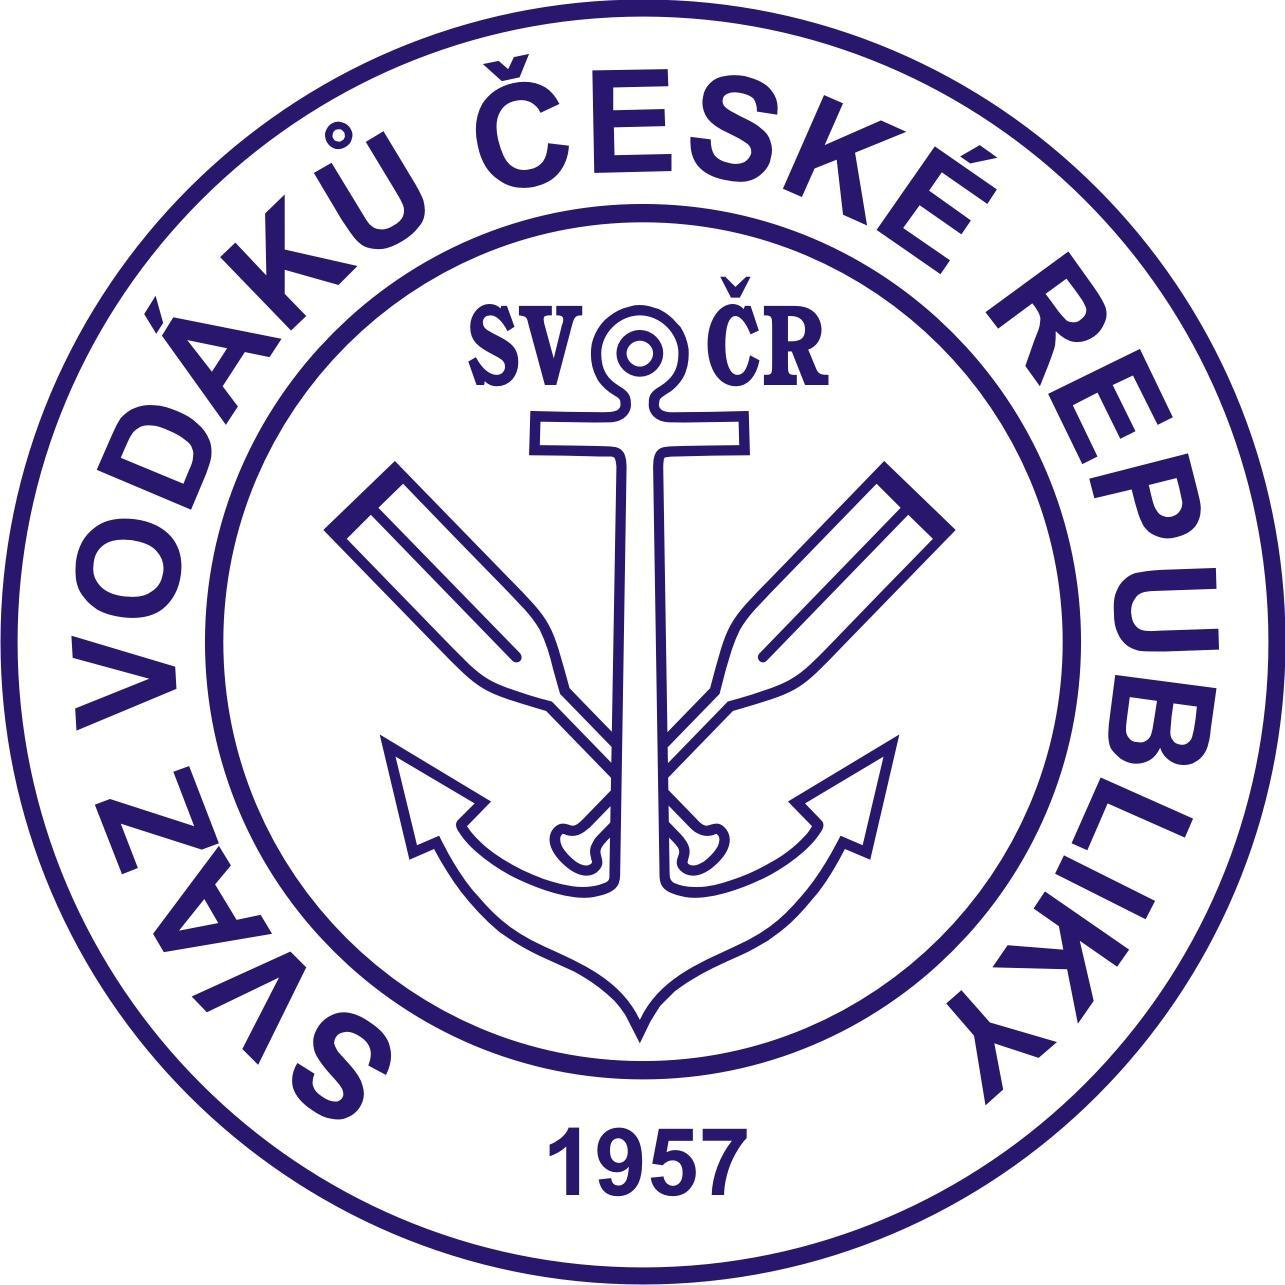 SVAZ VODÁKŮ ČESKÉ REPUBLIKY
SV ČR
1957